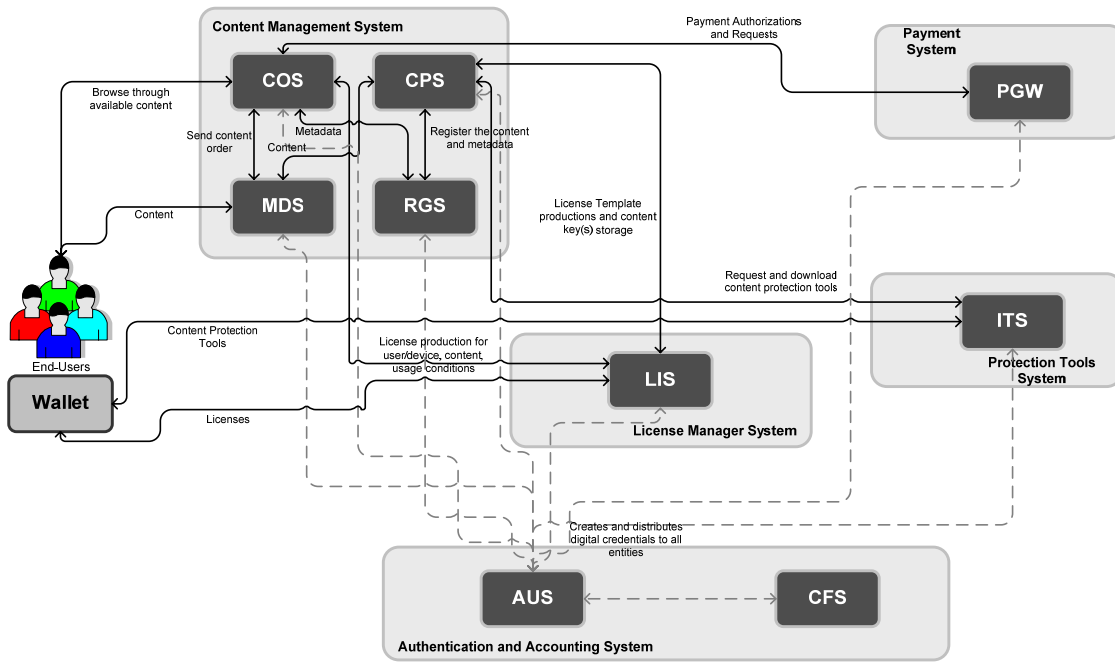 Content Management System
COS
CPS
Payment Authorizations
and Requests
Payment
System
PGW
Browse through
available content
Send content
order
Metadata
Content
Register the content
and metadata
MDS
RGS
Content
License Template
productions and content
key(s) storage
Request and download
content protection tools
ITS
Protection Tools
System
End-Users
Content Protection
Tools
License production for
user/device, content,
usage conditions
LIS
License Manager System
Wallet
Licenses
Creates and distributes
digital credentials to all
entities
AUS
CFS
Authentication and Accounting System